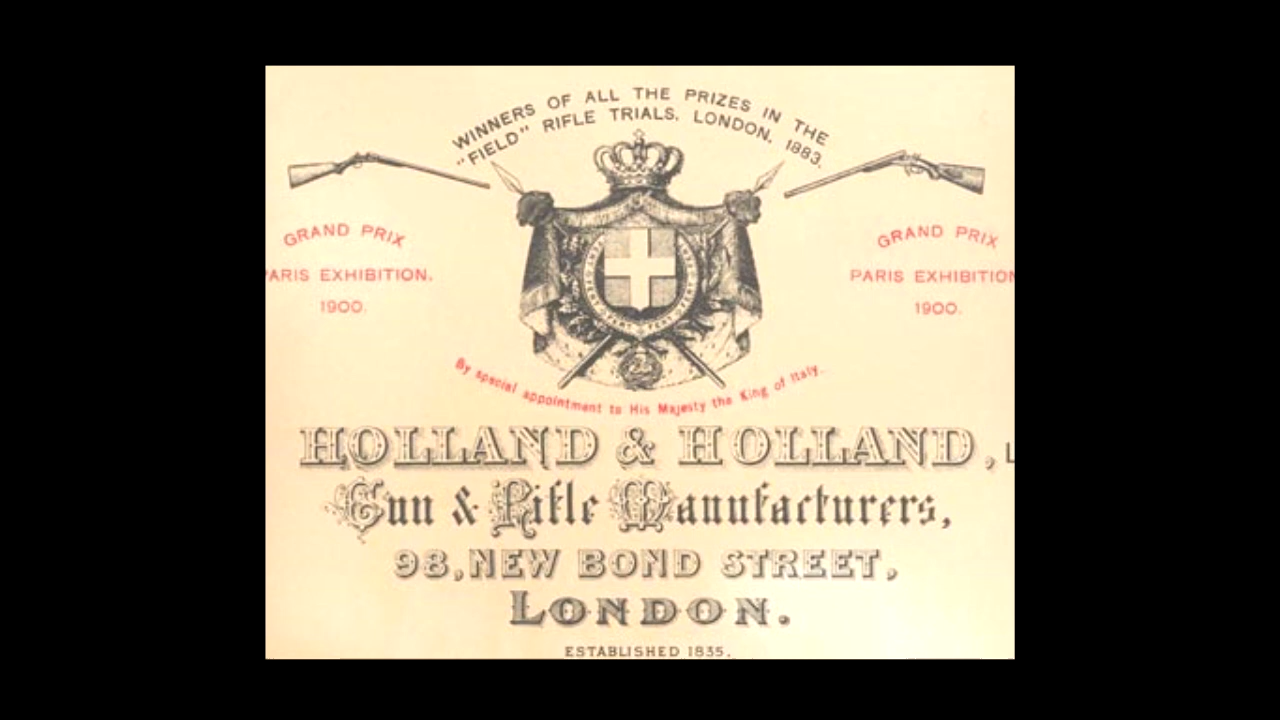 WINNERS OF ALL THE PRIZES IN THE
"FIELD" RIFLE TRIALS. LONDON. 1883.
GRAND PRIX
PARIS EXHIBITION.
1900.
GRAND PRIX
PARIS EXHIBITION
1900.
By special appointment to His Majesty the King of Italy.
HOLLAND & HOLLAND, L
Gun & Rifle Manufacturers,
98, NEW BOND STREET,
LONDON.
ESTABLISHED 1835.